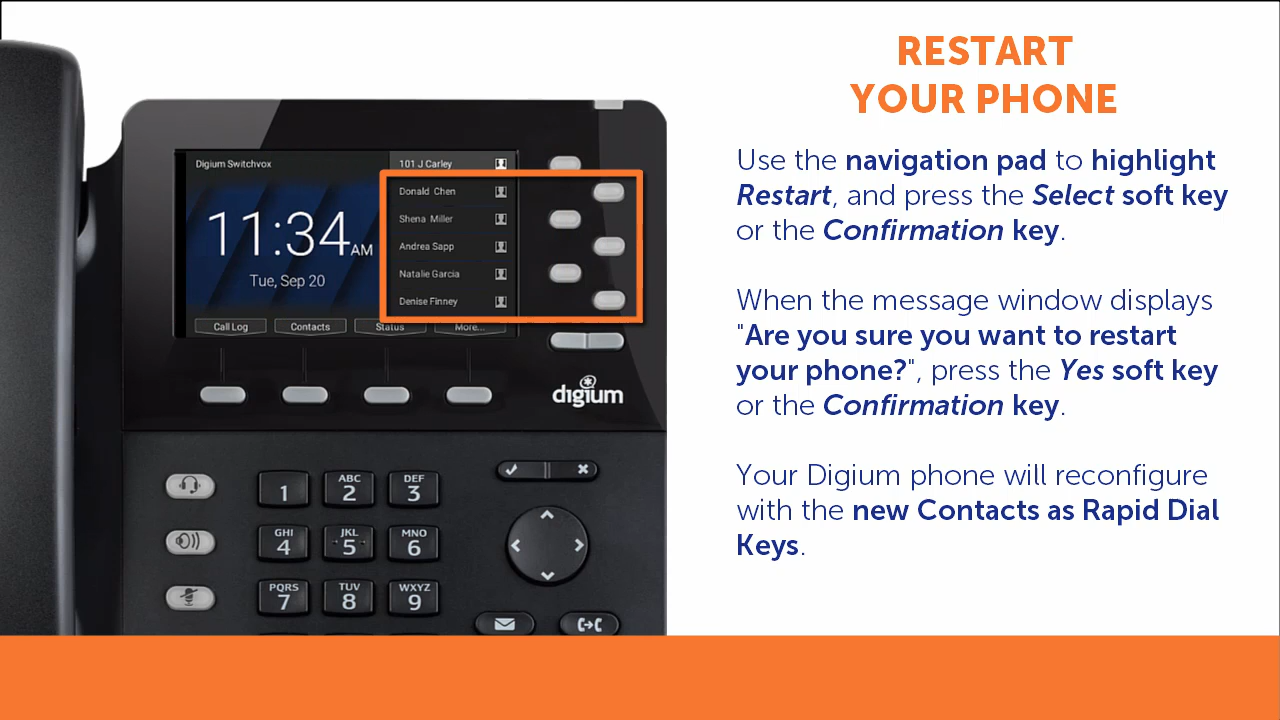 RESTART
YOUR PHONE
Use the navigation pad to highlight
Restart, and press the Select soft key
or the Confirmation key.
When the message window displays
"Are you sure you want to restart
your phone?", press the Yes soft key
or the Confirmation key.
Your Digium phone will reconfigure
with the new Contacts as Rapid Dial
Keys.
Digium Switchvox
101 J Carley
Donald Chen
Shena Miller
Andrea Sapp
Natalie Garcia
Denise Finney
11:34 AM
Tue, Sep 20
Call Log
Contacts
Status
More...
digium
1
ABC
2
DEF
3
GHI
4
JKL
5
MNO
6
PQRS
7
TUV
8
WXYZ
9